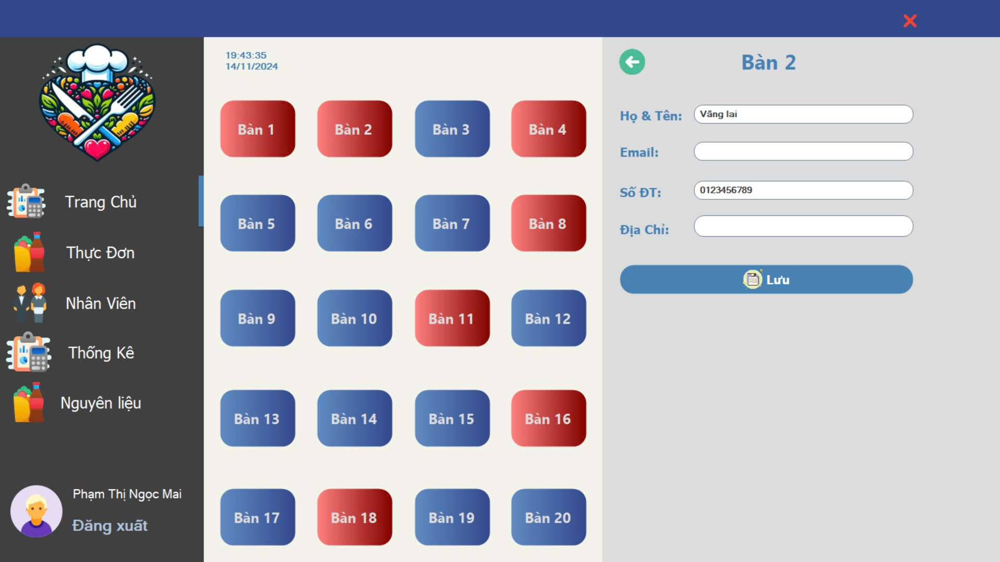 19:43:35
14/11/2024
Trang Chủ
Thực Đơn
Nhân Viên
Thống Kê
Nguyên liệu
Phạm Thị Ngọc Mai
Đăng xuất
Bàn 1
Bàn 2
Bàn 3
Bàn 4
Bàn 5
Bàn 6
Bàn 7
Bàn 8
Bàn 9
Bàn 10
Bàn 11
Bàn 12
Bàn 13
Bàn 14
Bàn 15
Bàn 16
Bàn 17
Bàn 18
Bàn 19
Bàn 20
Bàn 2
Họ & Tên: Vãng lai
Email:
Số ĐT: 0123456789
Địa Chỉ:
Lưu